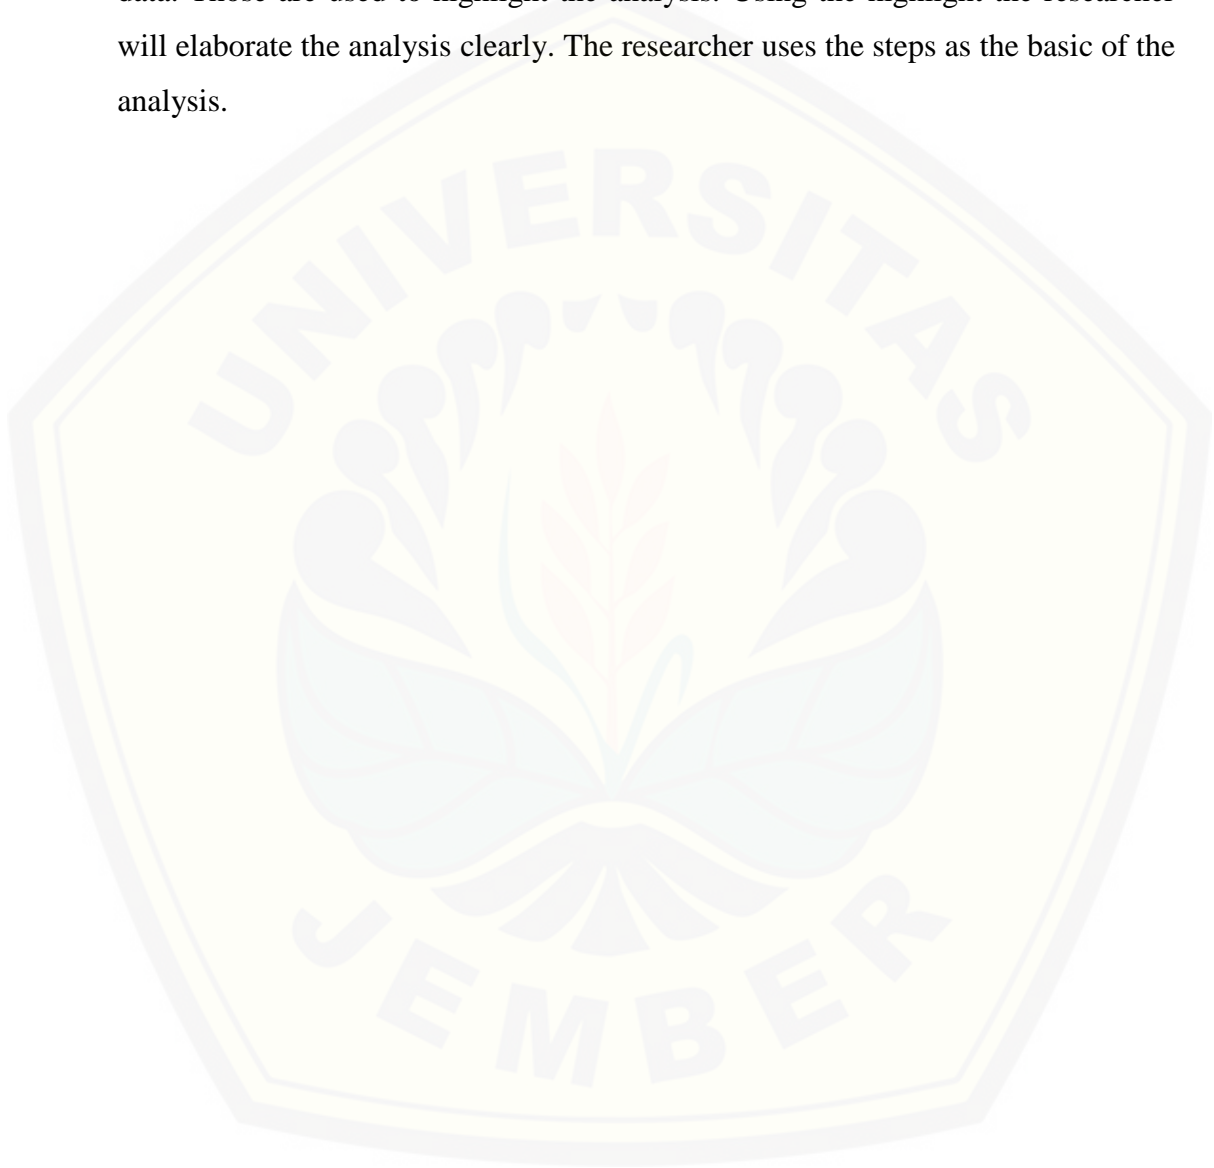 data. Those are used to highlight the analysis. Using the highlight the researcher
will elaborate the analysis clearly. The researcher uses the steps as the basic of the
analysis.
UNIVERSITAS
JEMBER